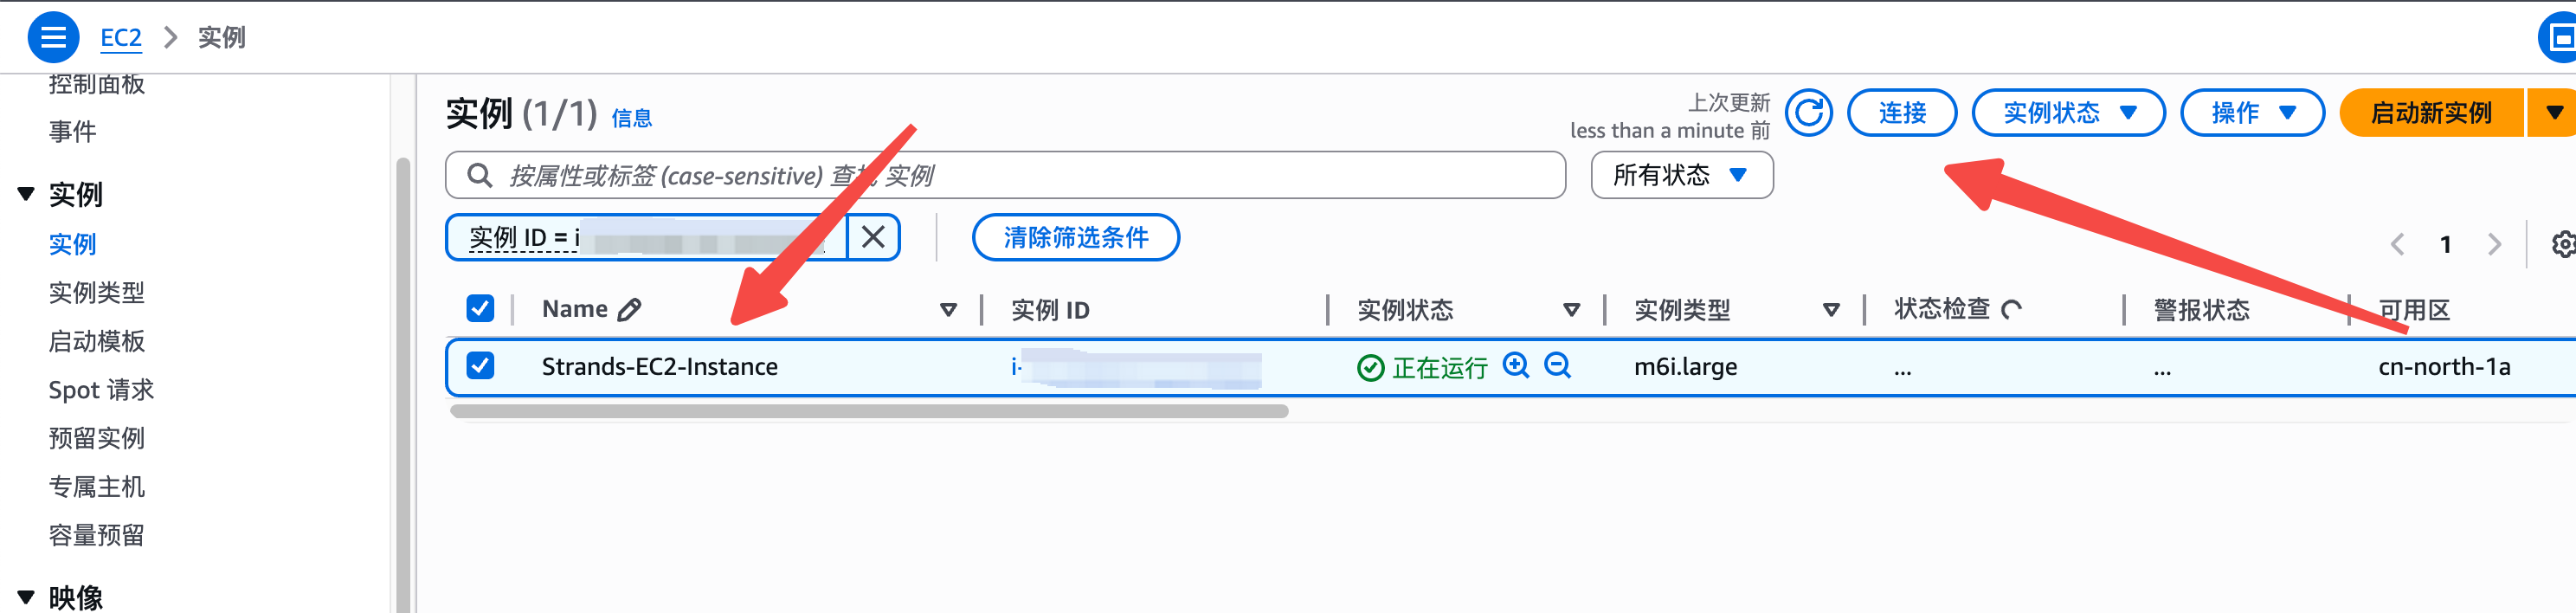 EC2 > 实例
控制面板
事件
实例
实例
实例类型
启动模板
Spot 请求
预留实例
专属主机
容量预留
映像
实例 (1/1) 信息
上次更新
less than a minute 前
连接
实例状态
操作
启动新实例
按属性或标签 (case-sensitive) 查找 实例
所有状态
实例 ID = i
清除筛选条件
1
Name 实例 ID 实例状态 实例类型 状态检查 警报状态 可用区
Strands-EC2-Instance i- 正在运行 m6i.large ... ... cn-north-1a